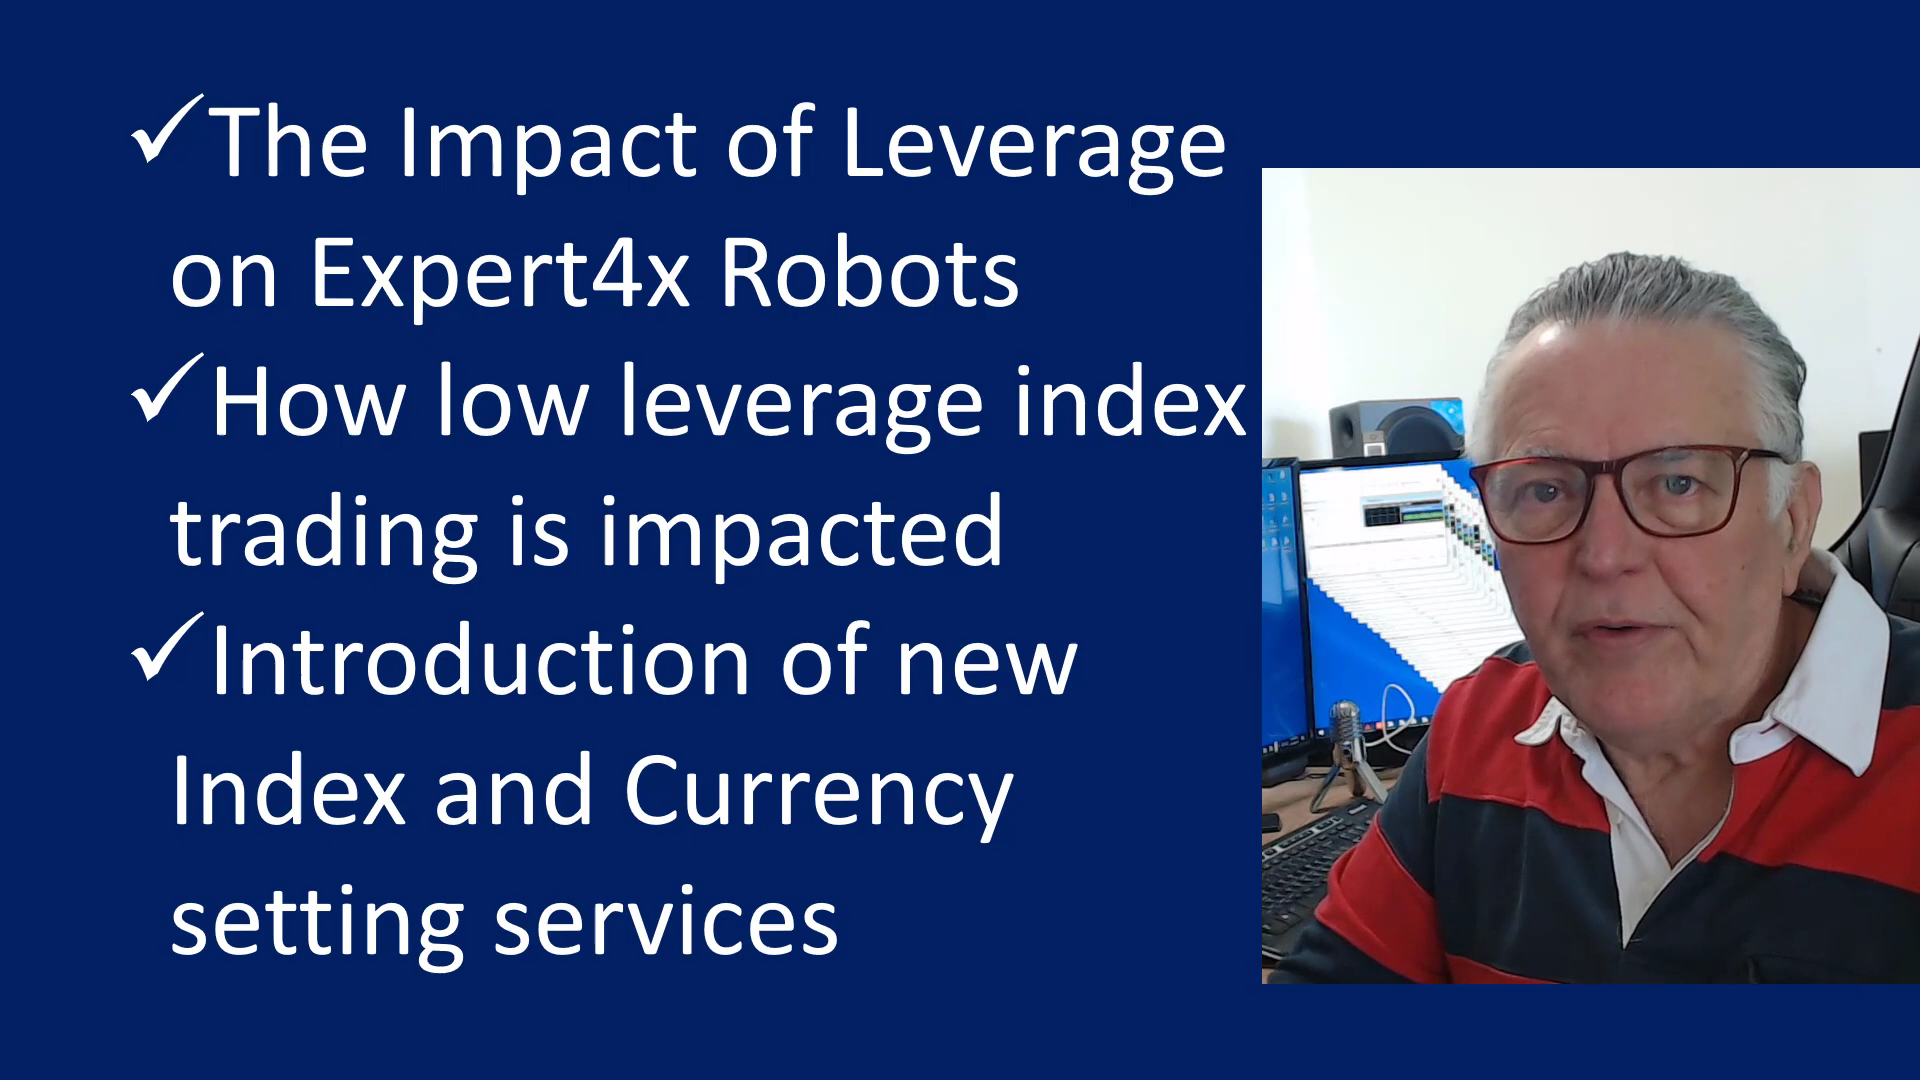 ✓The Impact of Leverage
on Expert4x Robots
✓How low leverage index
trading is impacted
✓Introduction of new
Index and Currency
setting services